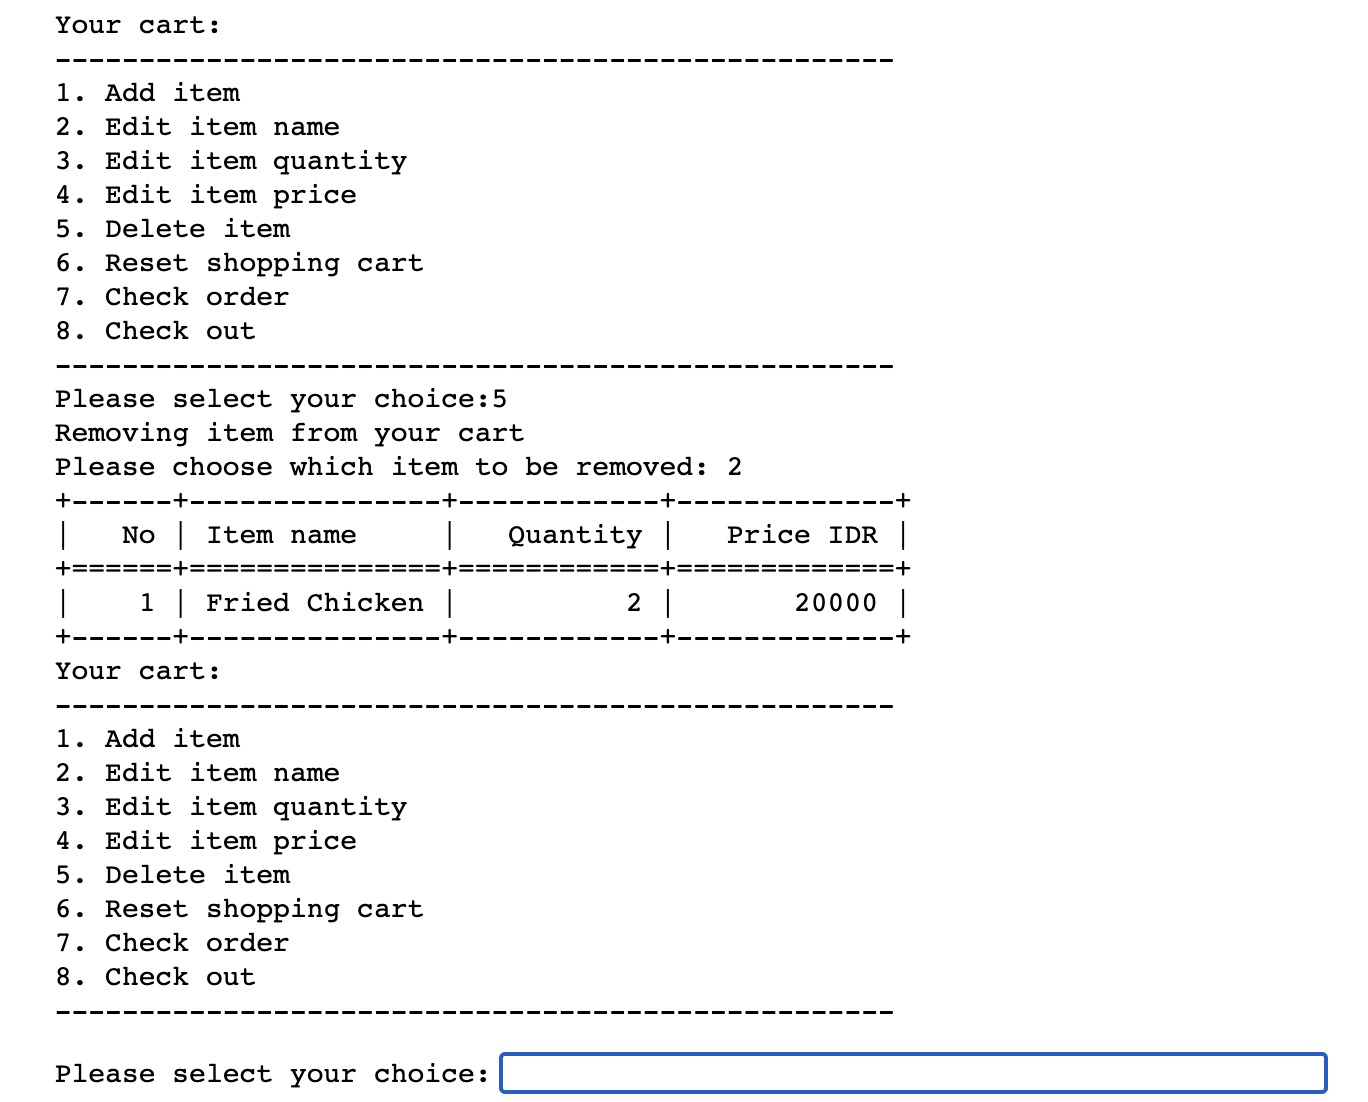 Your cart:
--------------------------------------------------
1. Add item
2. Edit item name
3. Edit item quantity
4. Edit item price
5. Delete item
6. Reset shopping cart
7. Check order
8. Check out
--------------------------------------------------
Please select your choice:5
Removing item from your cart
Please choose which item to be removed: 2
+------+---------------+------------+-------------+
|   No | Item name     |   Quantity |   Price IDR |
+======+===============+============+=============+
|    1 | Fried Chicken |          2 |       20000 |
+------+---------------+------------+-------------+
Your cart:
--------------------------------------------------
1. Add item
2. Edit item name
3. Edit item quantity
4. Edit item price
5. Delete item
6. Reset shopping cart
7. Check order
8. Check out
--------------------------------------------------
Please select your choice: